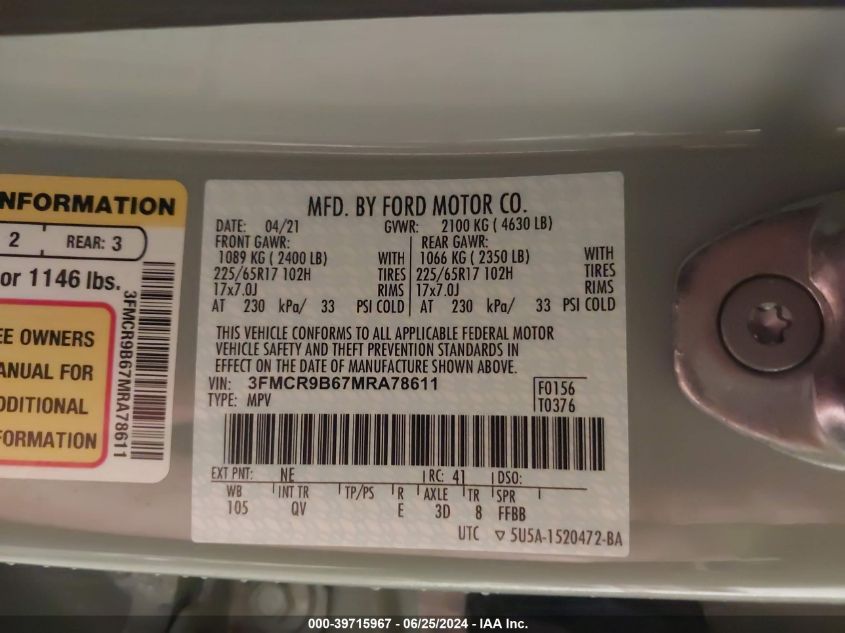 NFORMATION
2 REAR: 3
or 1146 lbs.
EE OWNERS
ANUAL FOR
DDITIONAL
FORMATION
3FMCR9B67MRA78611
MFD. BY FORD MOTOR CO.
DATE: 04/21 GVWR: 2100 KG ( 4630 LB)
FRONT GAWR: REAR GAWR:
1089 KG ( 2400 LB) WITH 1066 KG ( 2350 LB) WITH
225/65R17 102H TIRES 225/65R17 102H TIRES
17x7.0J RIMS 17x7.0J RIMS
AT 230 kPa/ 33 PSI COLD AT 230 kPa/ 33 PSI COLD
THIS VEHICLE CONFORMS TO ALL APPLICABLE FEDERAL MOTOR
VEHICLE SAFETY AND THEFT PREVENTION STANDARDS IN
EFFECT ON THE DATE OF MANUFACTURE SHOWN ABOVE.
VIN: 3FMCR9B67MRA78611 F0156
TYPE: MPV T0376
EXT PNT: NE RC: 41 DSO:
WB INT TR TP/PS R AXLE TR SPR
105 QV E 3D 8 FFBB
UTC ▽ 5U5A-1520472-BA
000-39715967 - 06/25/2024 - IAA Inc.